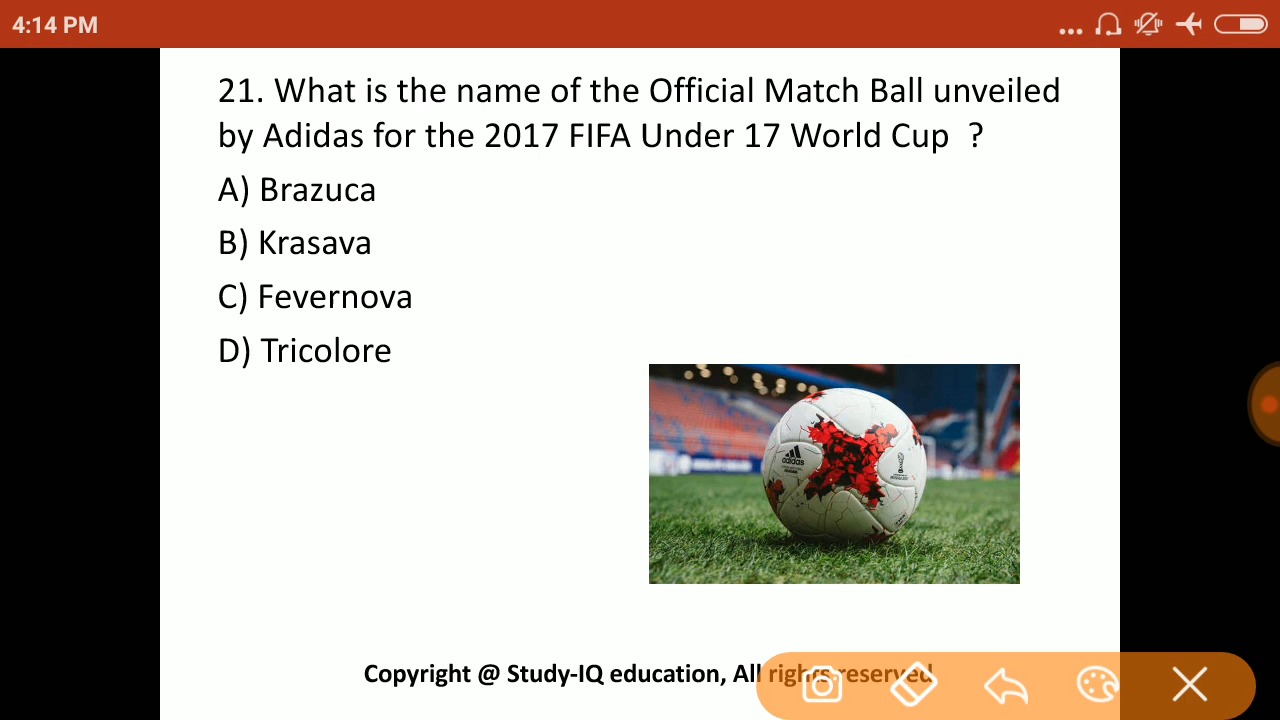 4:14 PM
21. What is the name of the Official Match Ball unveiled
by Adidas for the 2017 FIFA Under 17 World Cup  ?
A) Brazuca
B) Krasava
C) Fevernova
D) Tricolore
adidas
Copyright @ Study-IQ education, All rights reserved